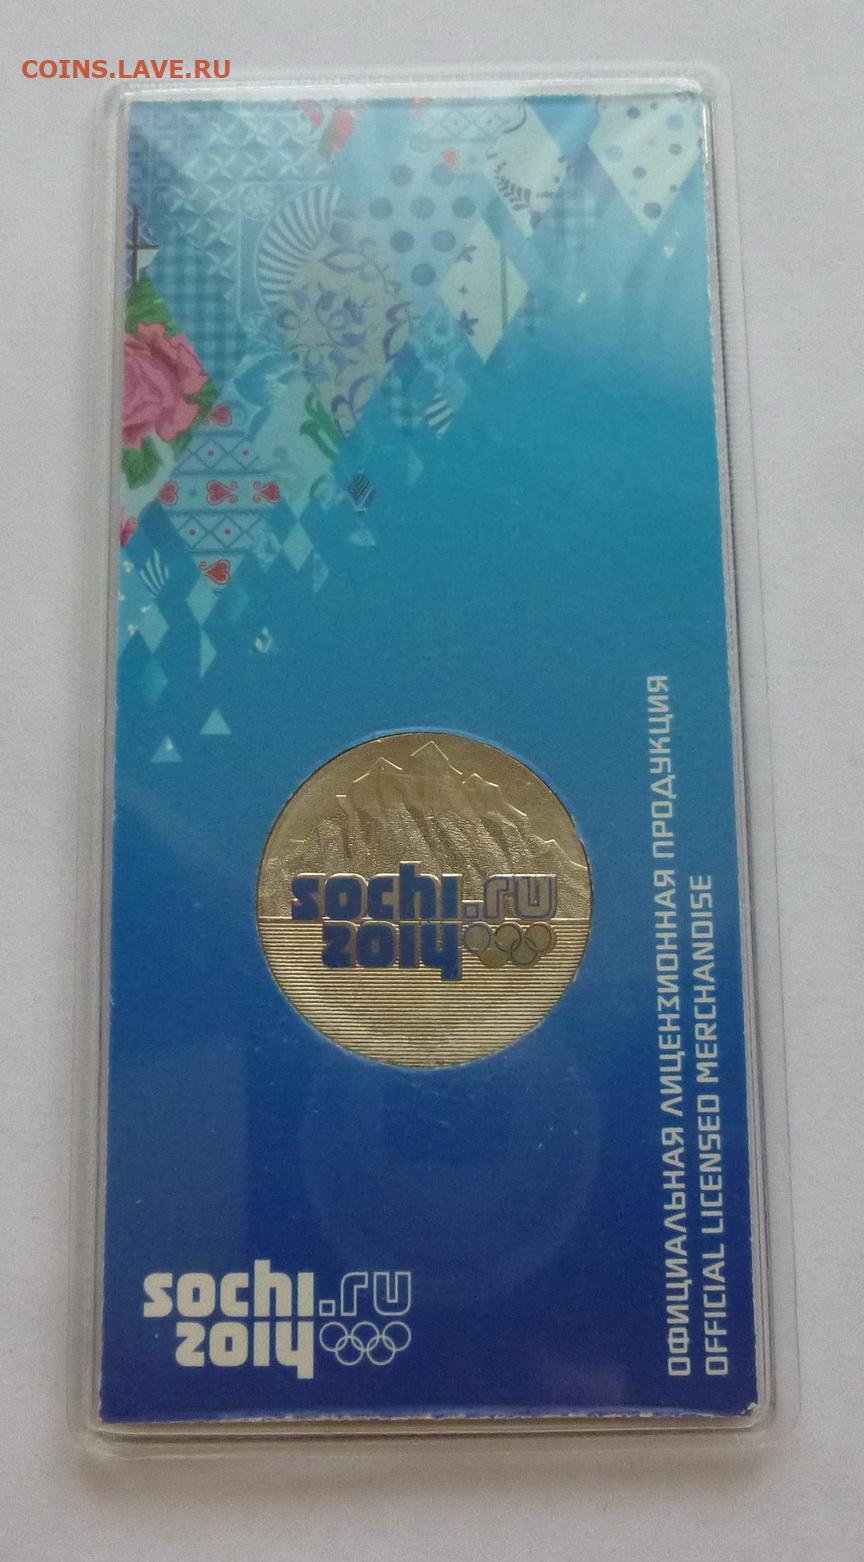 COINS.LAVE.RU
sochi.ru
2014
sochi.ru
2014
ОФИЦИАЛЬНАЯ ЛИЦЕНЗИОННАЯ ПРОДУКЦИЯ
OFFICIAL LICENSED MERCHANDISE